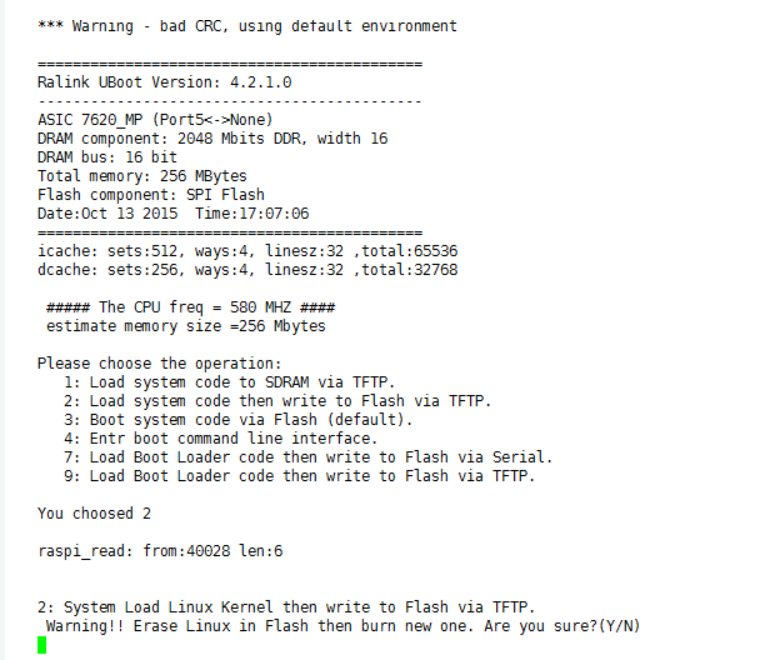 *** Warning - bad CRC, using default environment
============================================
Ralink UBoot Version: 4.2.1.0
--------------------------------------------
ASIC 7620_MP (Port5<->None)
DRAM component: 2048 Mbits DDR, width 16
DRAM bus: 16 bit
Total memory: 256 MBytes
Flash component: SPI Flash
Date:Oct 13 2015  Time:17:07:06
============================================
icache: sets:512, ways:4, linesz:32 ,total:65536
dcache: sets:256, ways:4, linesz:32 ,total:32768
##### The CPU freq = 580 MHZ ####
estimate memory size =256 Mbytes
Please choose the operation:
1: Load system code to SDRAM via TFTP.
2: Load system code then write to Flash via TFTP.
3: Boot system code via Flash (default).
4: Entr boot command line interface.
7: Load Boot Loader code then write to Flash via Serial.
9: Load Boot Loader code then write to Flash via TFTP.
You choosed 2
raspi_read: from:40028 len:6
2: System Load Linux Kernel then write to Flash via TFTP.
Warning!! Erase Linux in Flash then burn new one. Are you sure?(Y/N)